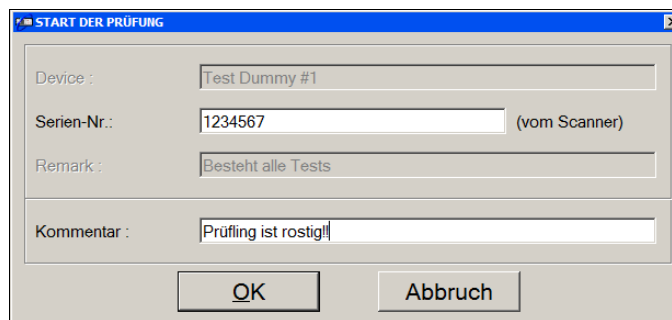 START DER PRÜFUNG
Device : Test Dummy #1
Serien-Nr.: 1234567 (vom Scanner)
Remark : Besteht alle Tests
Kommentar : Prüfling ist rostig!!
OK Abbruch